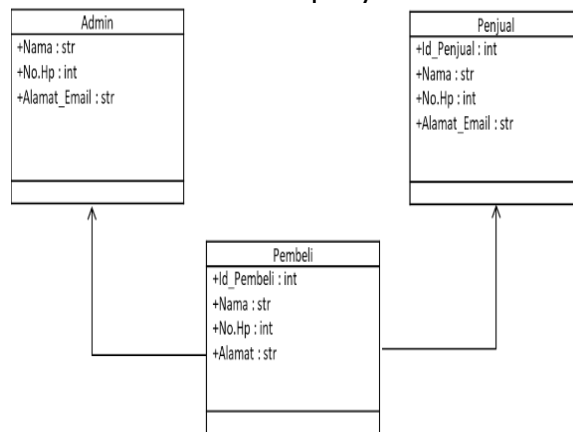 Admin
+Nama : str
+No.Hp : int
+Alamat_Email : str
Penjual
+Id_Penjual : int
+Nama : str
+No.Hp : int
+Alamat_Email : str
Pembeli
+Id_Pembeli : int
+Nama : str
+No.Hp : int
+Alamat : str